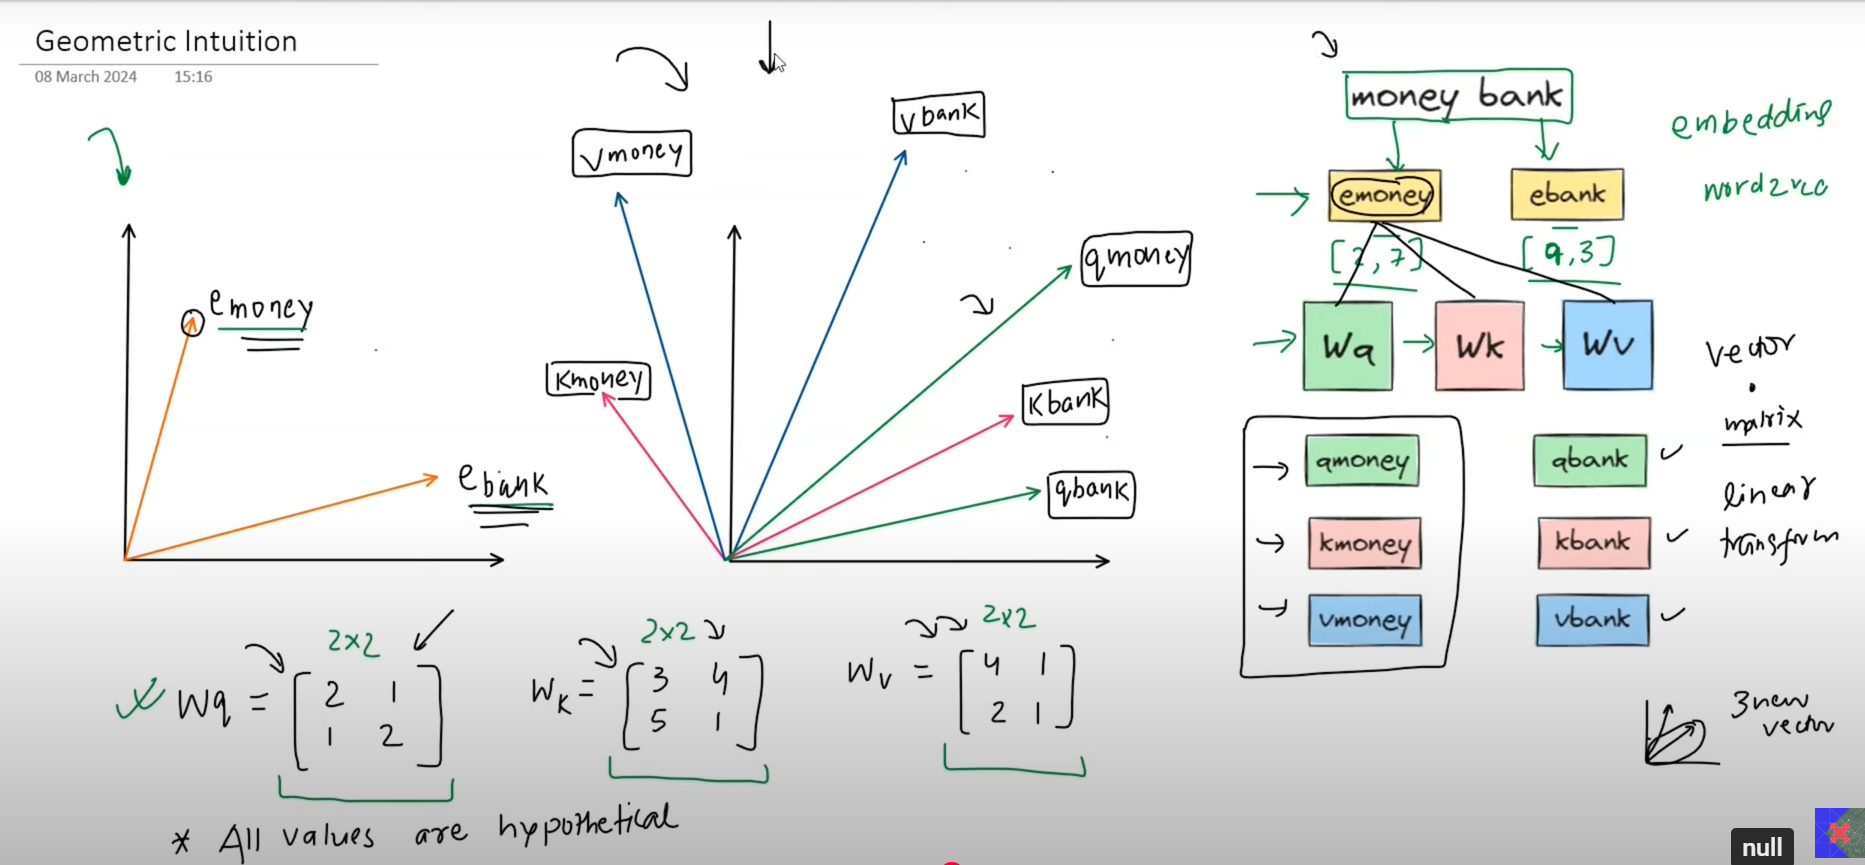 Geometric Intuition
08 March 2024 15:16
vmoney
vbank
qmoney
kmoney
kbank
qbank
emoney
ebank
money bank
embedding
word2vec
emoney
ebank
[2,7]
[9,3]
Wq
Wk
Wv
vector
.
matrix
linear
transform
qmoney
qbank
kmoney
kbank
vmoney
vbank
3 new
vector
2x2
Wq = [ 2 1
1 2 ]
2x2
WK = [ 3 4
5 1 ]
2x2
Wv = [ 4 1
2 1 ]
* All values are hypothetical
null